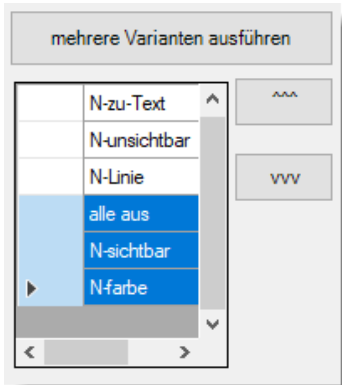 mehrere Varianten ausführen
N-zu-Text
^^^
N-unsichtbar
N-Linie
vvv
alle aus
N-sichtbar
N-farbe